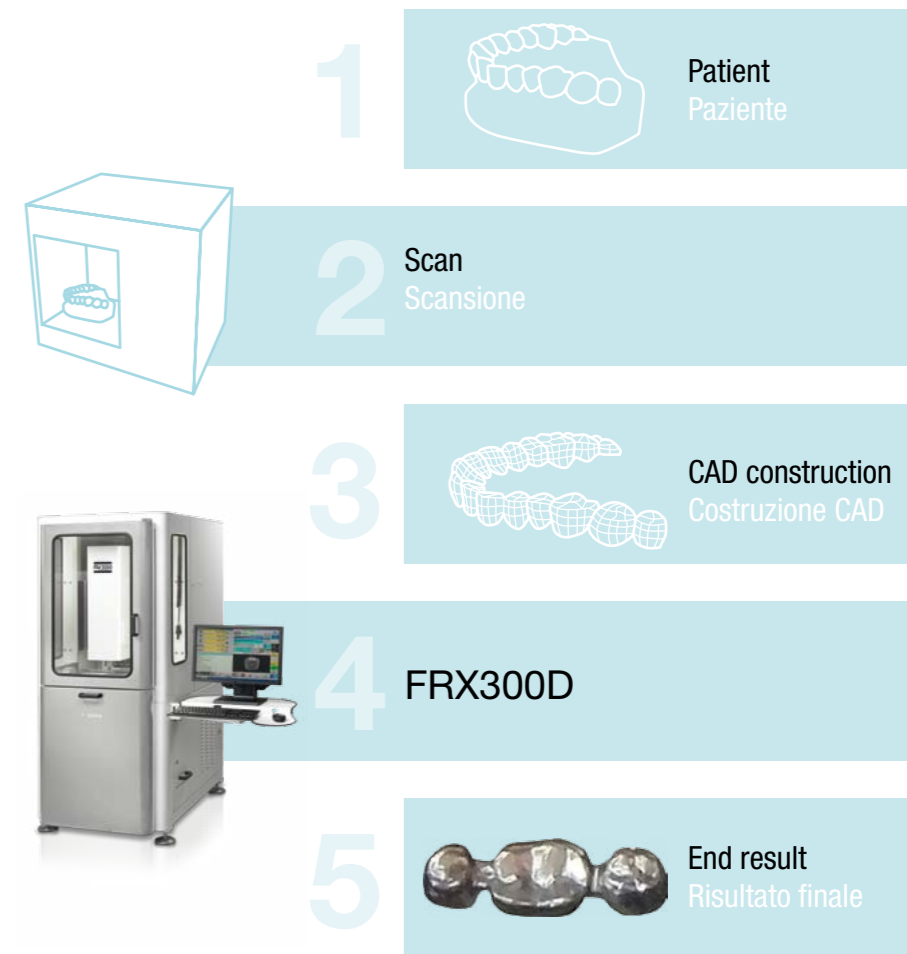 1
Patient
Paziente
2
Scan
Scansione
3
CAD construction
Costruzione CAD
4
FRX300D
5
End result
Risultato finale